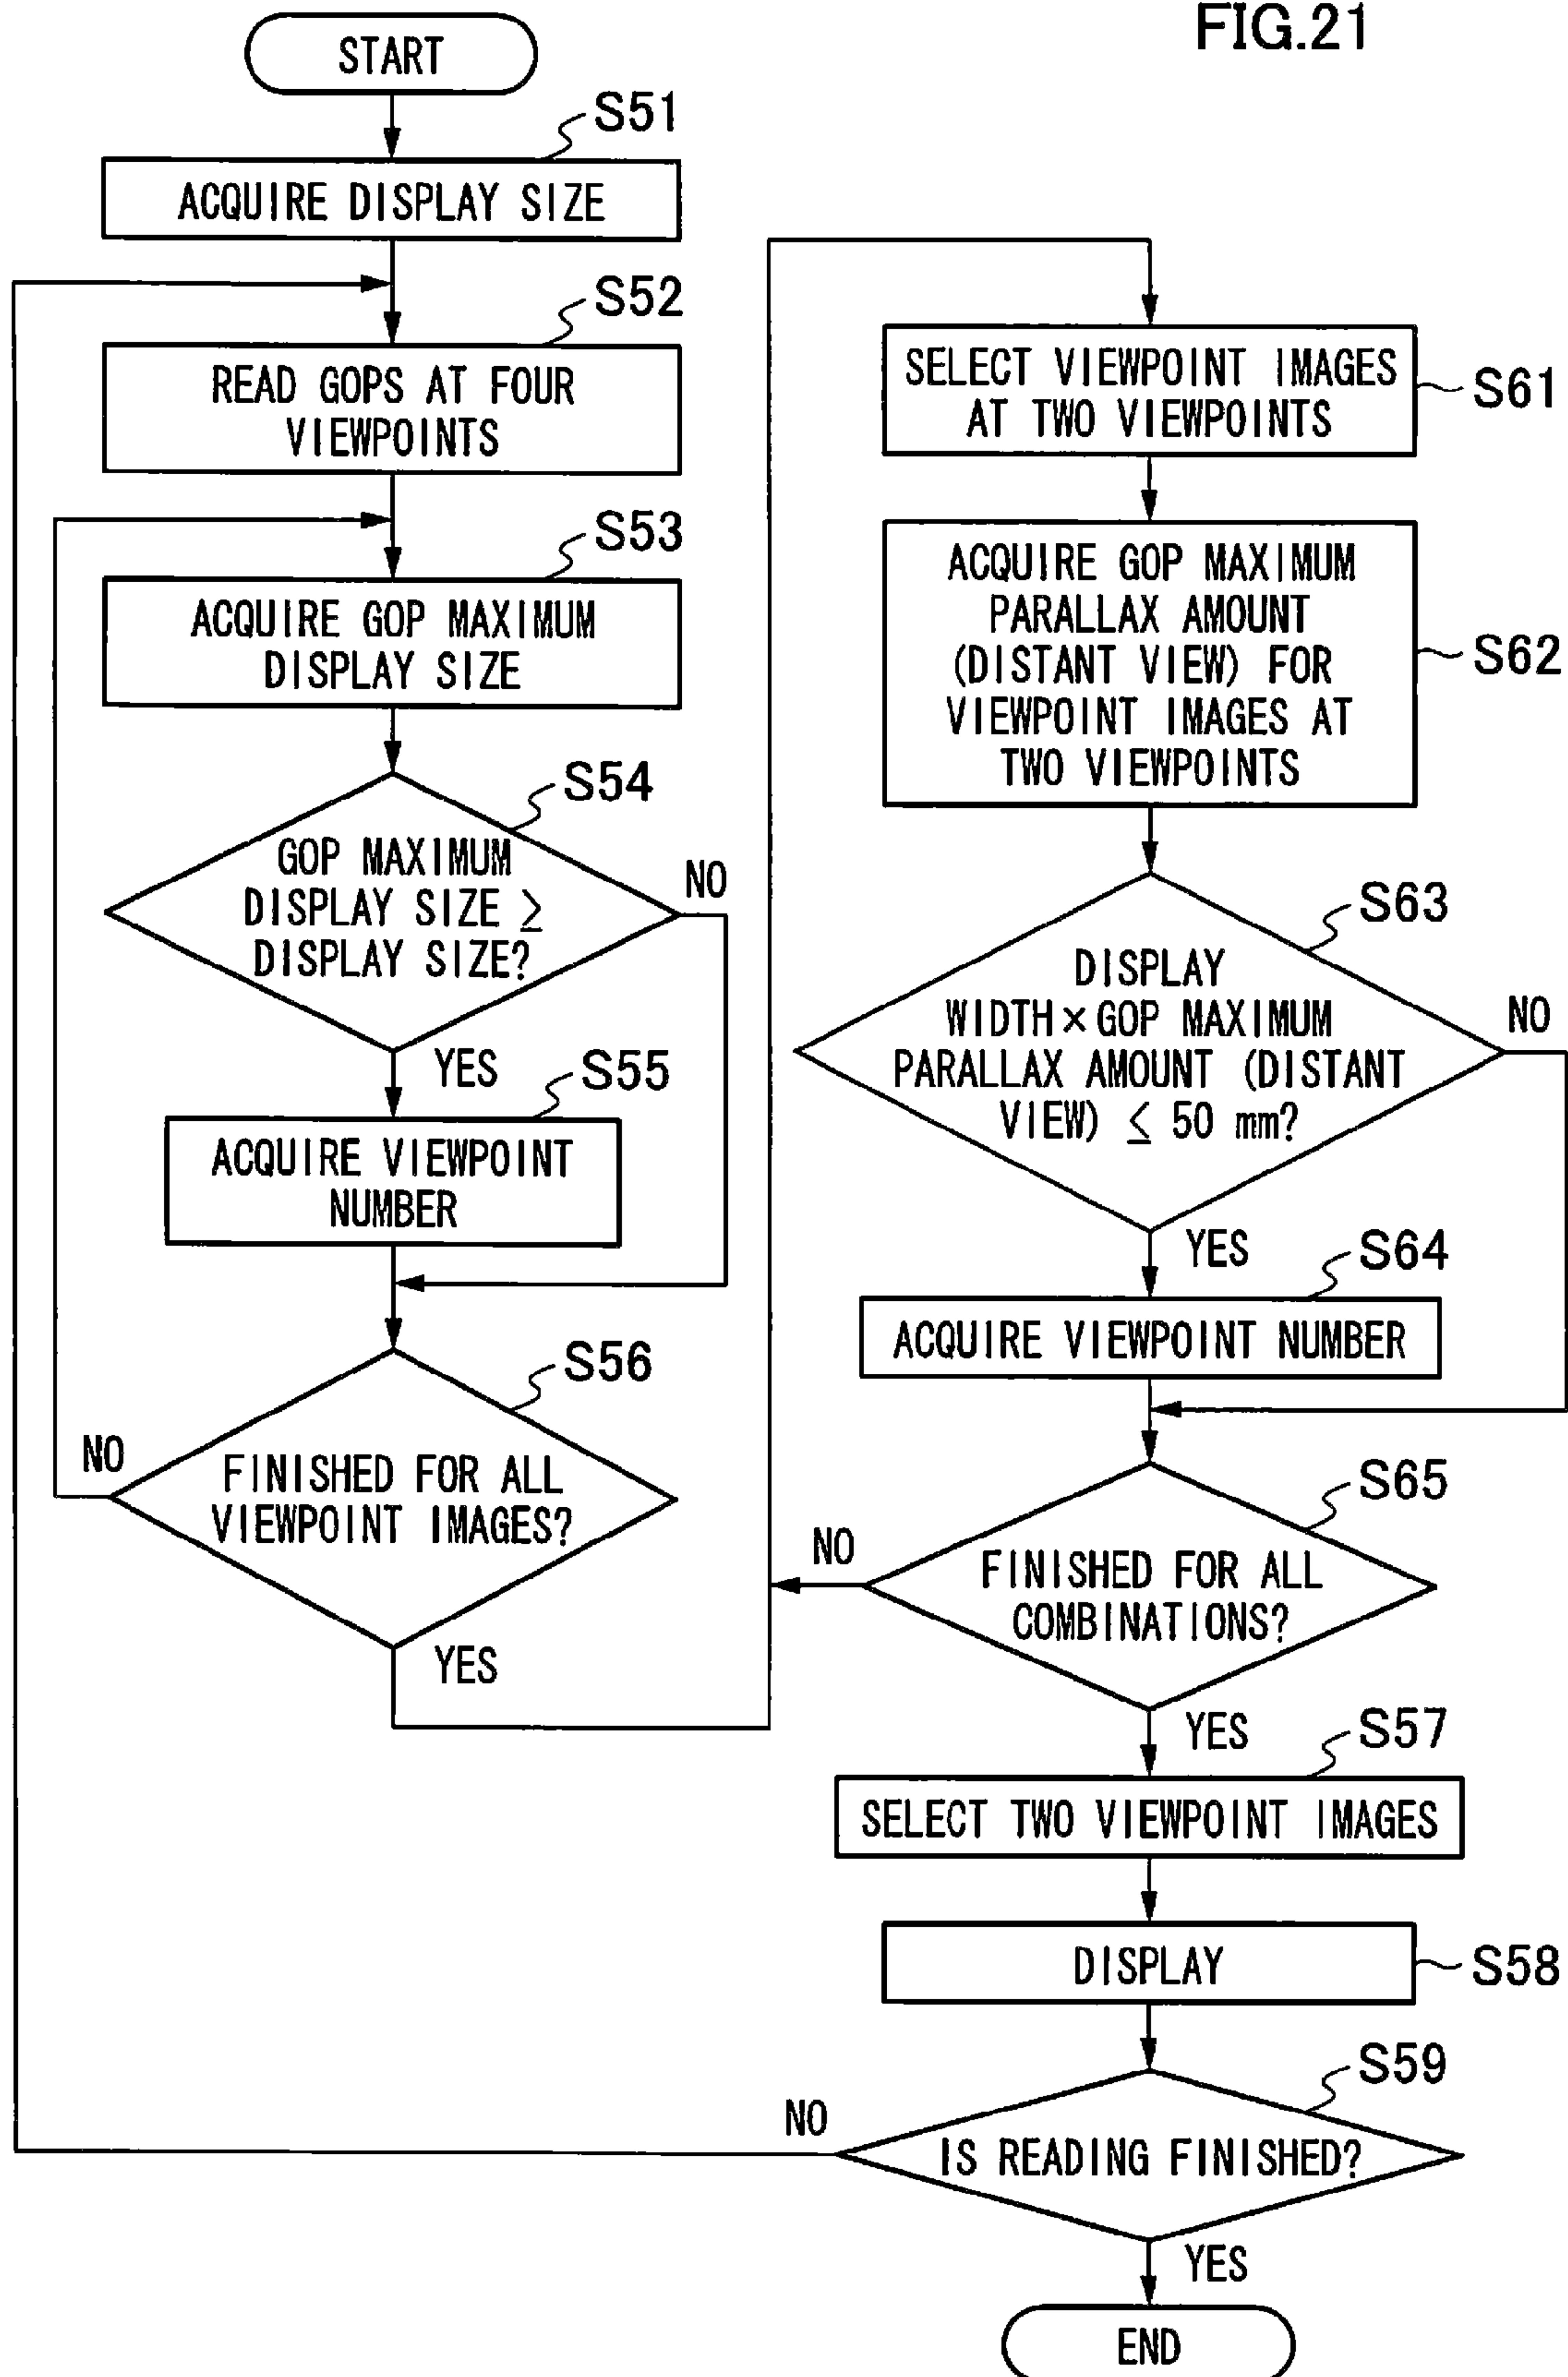 FIG.21
START
S51
ACQUIRE DISPLAY SIZE
S52
READ GOPS AT FOUR
VIEWPOINTS
S53
ACQUIRE GOP MAXIMUM
DISPLAY SIZE
S54
GOP MAXIMUM
DISPLAY SIZE ≥
DISPLAY SIZE?
NO
YES
S55
ACQUIRE VIEWPOINT
NUMBER
S56
NO
FINISHED FOR ALL
VIEWPOINT IMAGES?
YES
SELECT VIEWPOINT IMAGES
AT TWO VIEWPOINTS
S61
ACQUIRE GOP MAXIMUM
PARALLAX AMOUNT
(DISTANT VIEW) FOR
VIEWPOINT IMAGES AT
TWO VIEWPOINTS
S62
S63
DISPLAY
WIDTH×GOP MAXIMUM
PARALLAX AMOUNT (DISTANT
VIEW) ≤ 50 mm?
NO
YES
S64
ACQUIRE VIEWPOINT NUMBER
S65
NO
FINISHED FOR ALL
COMBINATIONS?
YES
S57
SELECT TWO VIEWPOINT IMAGES
DISPLAY
S58
S59
NO
IS READING FINISHED?
YES
END